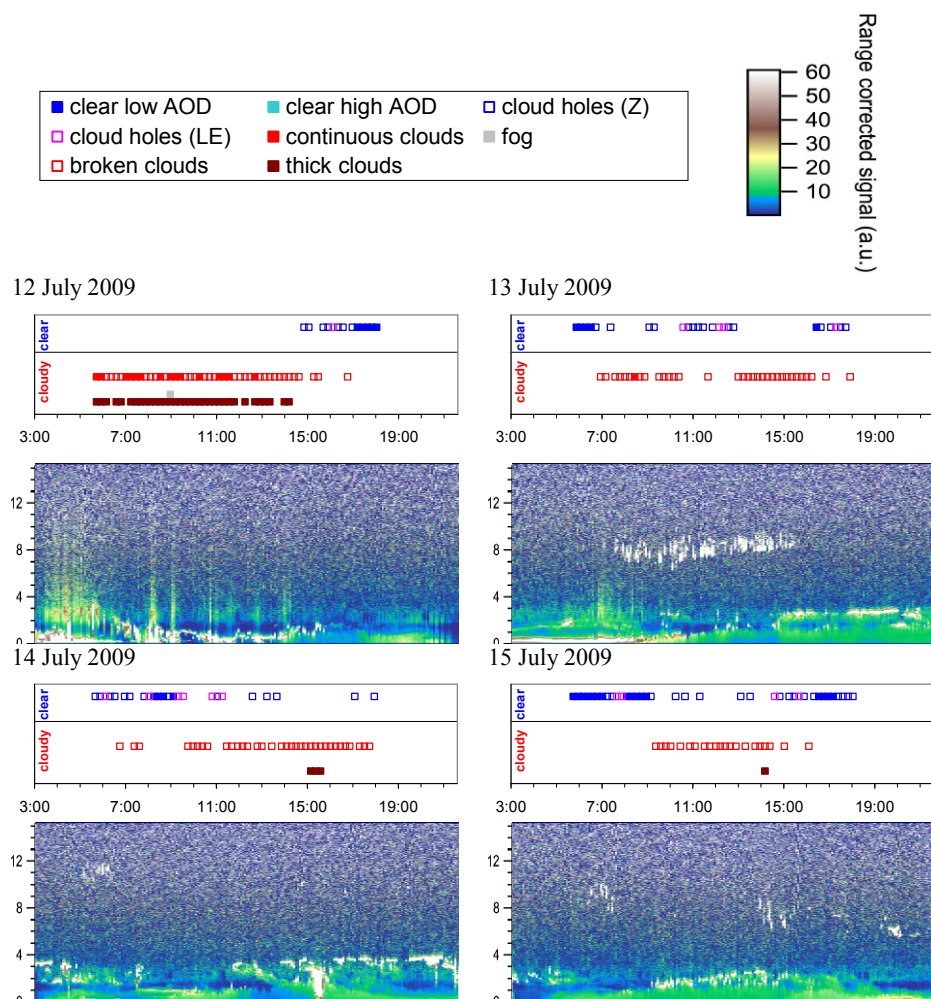 clear low AOD clear high AOD cloud holes (Z)
cloud holes (LE) continuous clouds fog
broken clouds thick clouds
60
50
40
30
20
10
Range corrected signal (a.u.)
12 July 2009
clear
cloudy
3:00 7:00 11:00 15:00 19:00
12
8
4
0
13 July 2009
clear
cloudy
3:00 7:00 11:00 15:00 19:00
12
8
4
0
14 July 2009
clear
cloudy
3:00 7:00 11:00 15:00 19:00
12
8
4
0
15 July 2009
clear
cloudy
3:00 7:00 11:00 15:00 19:00
12
8
4
0